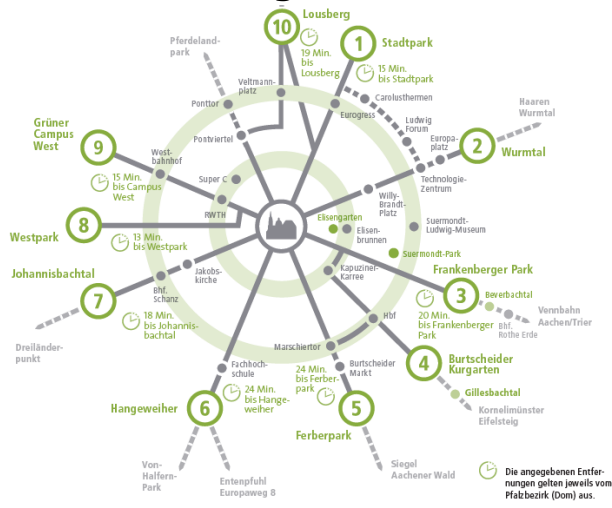 10
Lousberg
19 Min.
bis
Lousberg
1
Stadtpark
15 Min.
bis Stadtpark
Pferdeland-
park
Veltmann-
platz
Ponttor
Pontviertel
Eurogress
Carolusthermen
Ludwig
Forum
Europa-
platz
Haaren
Wurmtal
2
Wurmtal
Technologie-
Zentrum
Grüner
Campus
West
9
15 Min.
bis Campus
West
West-
bahnhof
Super C
RWTH
Willy-
Brandt-
Platz
Elisengarten
Elisen-
brunnen
Suermondt-
Ludwig-Museum
Suermondt-Park
8
Westpark
13 Min.
bis Westpark
Johannisbachtal
7
Bhf.
Schanz
Jakobs-
kirche
18 Min.
bis Johannis-
bachtal
Dreiländer-
punkt
Kapuziner-
Karree
Frankenberger Park
3
Beverbachtal
20 Min.
bis Frankenberger
Park
Bhf.
Rothe Erde
Vennbahn
Aachen/Trier
Hbf
Marschiertor
4
Burtscheider
Kurgarten
Gillesbachtal
Kornelimünster
Eifelsteig
Fachhoch-
schule
24 Min.
bis Hange-
weiher
6
Hangeweiher
24 Min.
bis Ferber-
park
Burtscheider
Markt
5
Ferberpark
Von-
Halfern-
Park
Entenpfuhl
Europaweg 8
Siegel
Aachener Wald
Die angegebenen Entfer-
nungen gelten jeweils vom
Pfalzbezirk (Dom) aus.